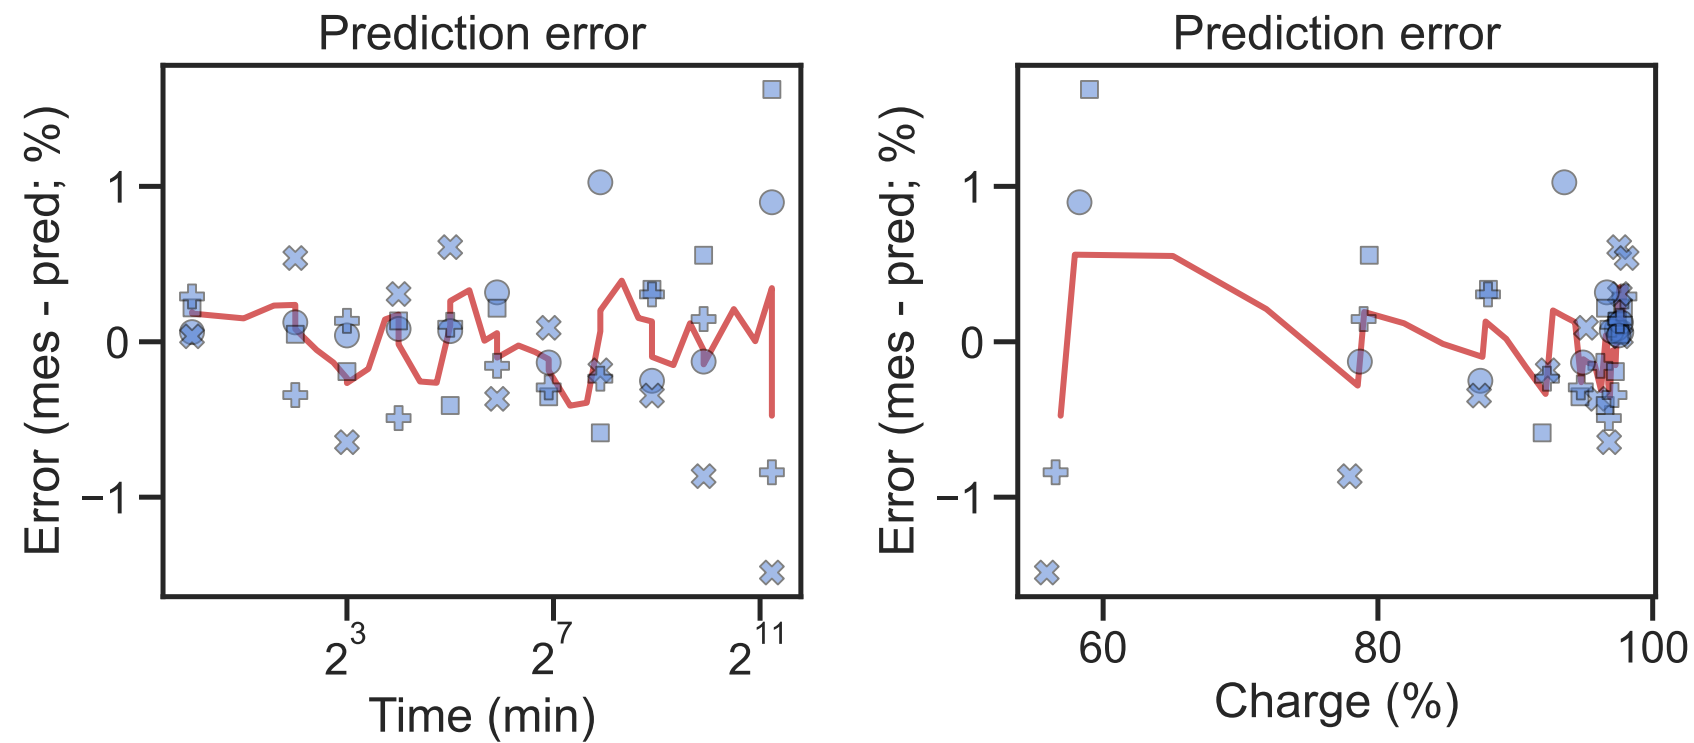 Prediction error
Error (mes - pred; %)
1
0
−1
2^3
2^7
2^11
Time (min)
Prediction error
Error (mes - pred; %)
1
0
−1
60
80
100
Charge (%)